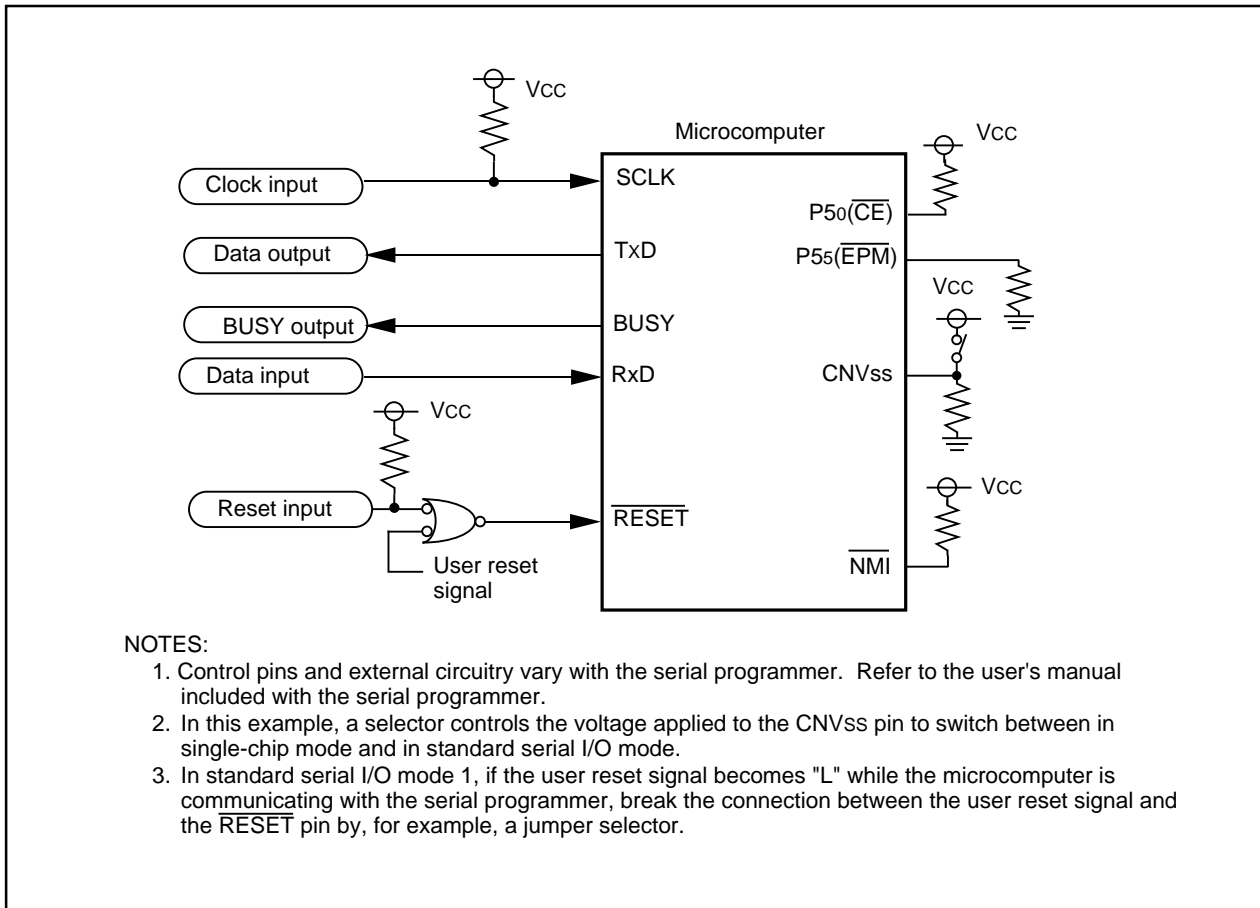 VCC
Microcomputer
VCC
Clock input
SCLK
P50(CE)
Data output
TxD
P55(EPM)
VCC
BUSY output
BUSY
Data input
RxD
CNVss
VCC
VCC
Reset input
RESET
User reset
signal
NMI
NOTES:
1. Control pins and external circuitry vary with the serial programmer. Refer to the user's manual
included with the serial programmer.
2. In this example, a selector controls the voltage applied to the CNVSS pin to switch between in
single-chip mode and in standard serial I/O mode.
3. In standard serial I/O mode 1, if the user reset signal becomes "L" while the microcomputer is
communicating with the serial programmer, break the connection between the user reset signal and
the RESET pin by, for example, a jumper selector.